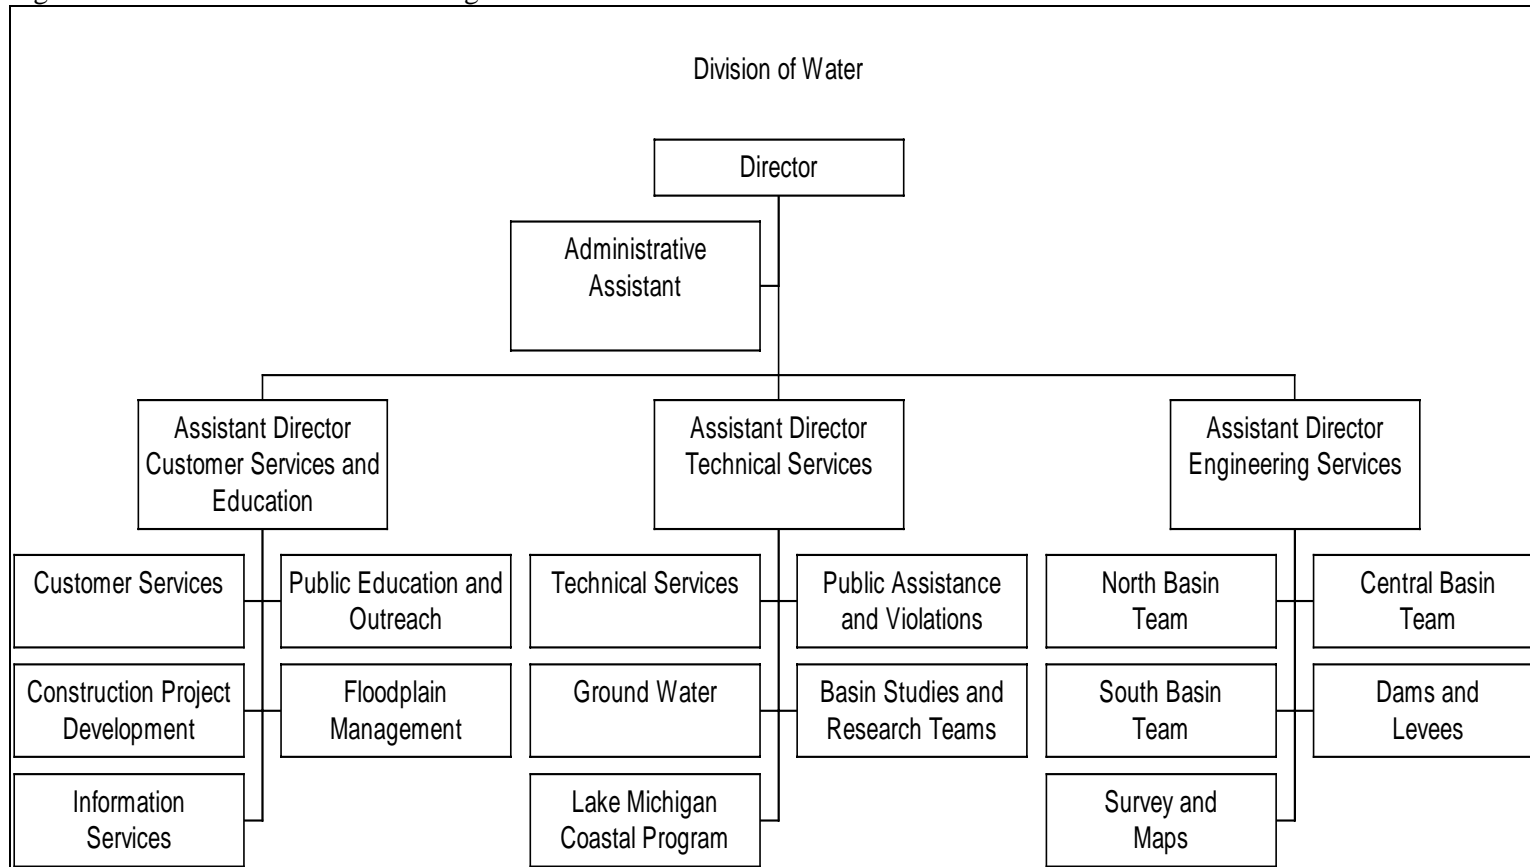 Division of Water
Director
Administrative
Assistant
Assistant Director
Customer Services and
Education
Assistant Director
Technical Services
Assistant Director
Engineering Services
Customer Services
Public Education and
Outreach
Technical Services
Public Assistance
and Violations
North Basin
Team
Central Basin
Team
Construction Project
Development
Floodplain
Management
Ground Water
Basin Studies and
Research Teams
South Basin
Team
Dams and
Levees
Information
Services
Lake Michigan
Coastal Program
Survey and
Maps